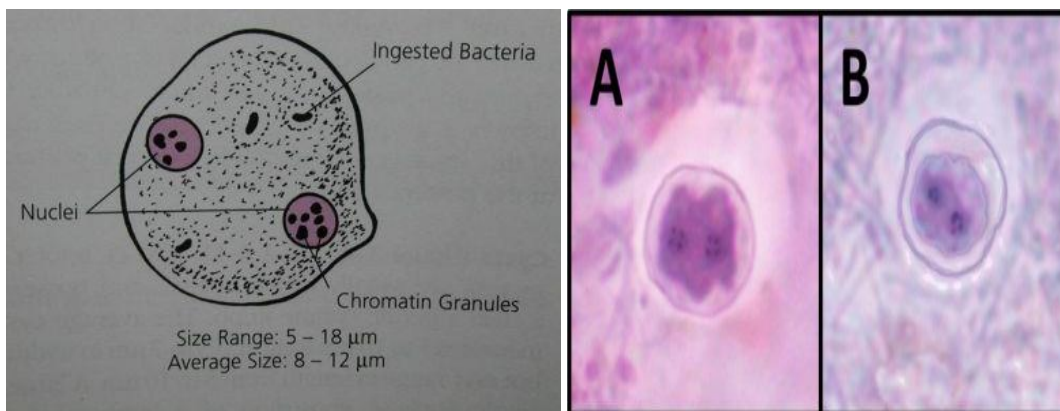 Ingested Bacteria
Nuclei
Chromatin Granules
Size Range: 5 – 18 µm
Average Size: 8 – 12 µm
A
B